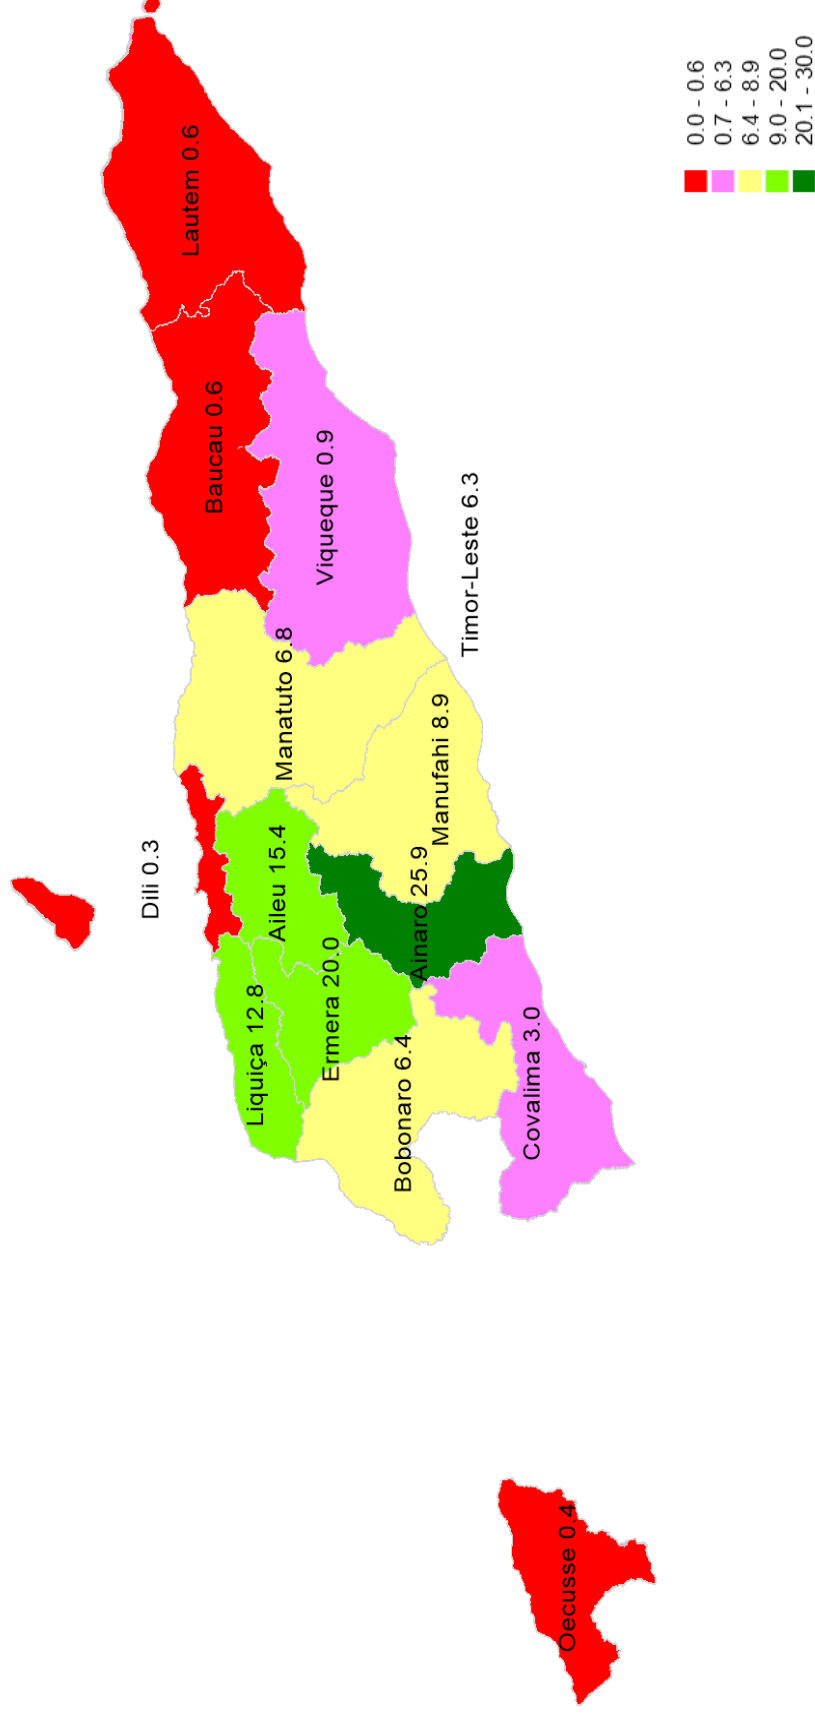 Lautem 0.6
Baucau 0.6
Viqueque 0.9
Timor-Leste 6.3
Manatuto 6.8
Manufahi 8.9
Dili 0.3
Aileu 15.4
Ainaro 25.9
Liquiça 12.8
Ermera 20.0
Bobonaro 6.4
Covalima 3.0
Oecusse 0.4
0.0 - 0.6
0.7 - 6.3
6.4 - 8.9
9.0 - 20.0
20.1 - 30.0